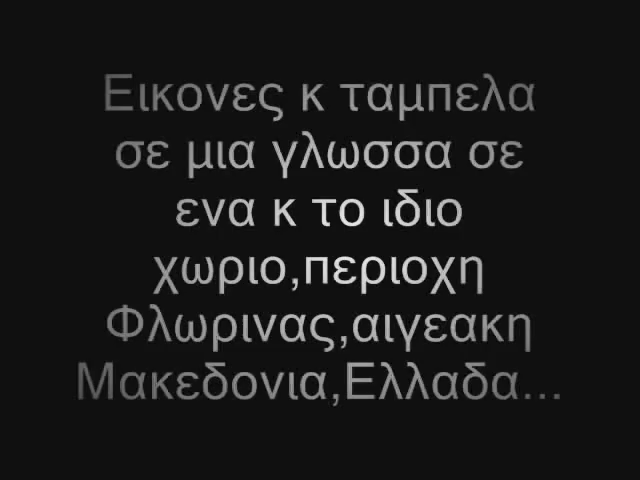 Εικονες κ ταμπελα
σε μια γλωσσα σε
ενα κ το ιδιο
χωριο,περιοχη
Φλωρινας,αιγεακη
Μακεδονια,Ελλαδα...